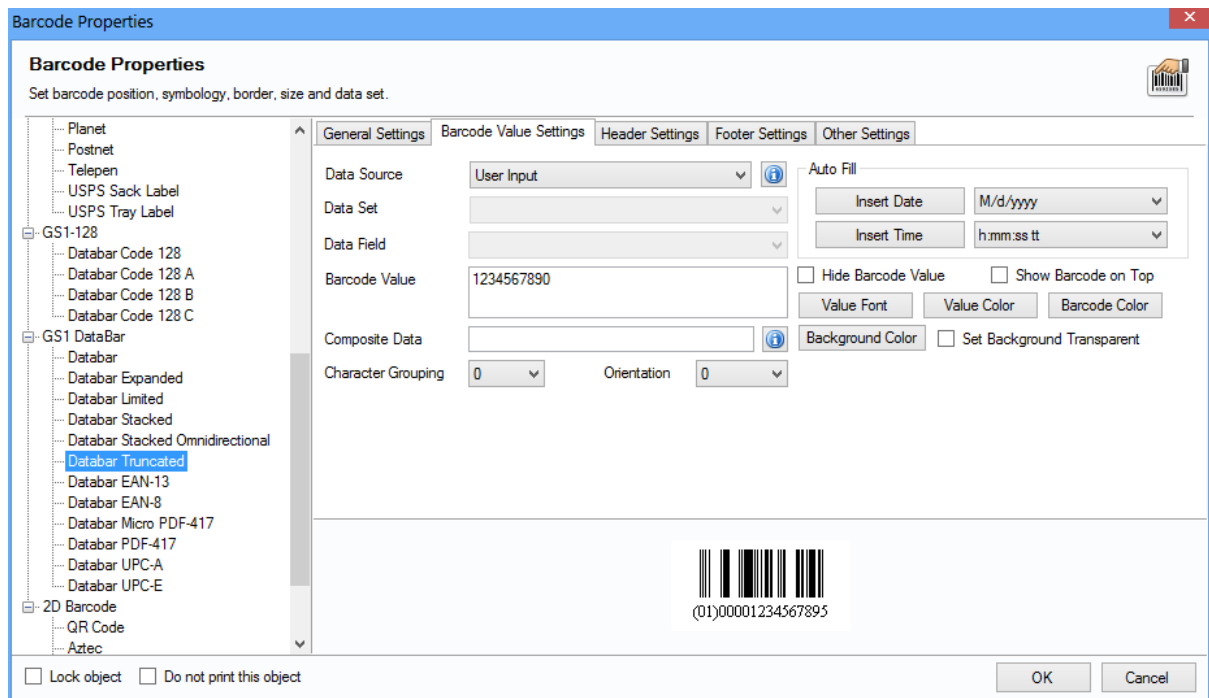 Barcode Properties
Barcode Properties
Set barcode position, symbology, border, size and data set.
Planet
Postnet
Telepen
USPS Sack Label
USPS Tray Label
GS1-128
Databar Code 128
Databar Code 128 A
Databar Code 128 B
Databar Code 128 C
GS1 DataBar
Databar
Databar Expanded
Databar Limited
Databar Stacked
Databar Stacked Omnidirectional
Databar Truncated
Databar EAN-13
Databar EAN-8
Databar Micro PDF-417
Databar PDF-417
Databar UPC-A
Databar UPC-E
2D Barcode
QR Code
Aztec
General Settings Barcode Value Settings Header Settings Footer Settings Other Settings
Data Source User Input
Data Set
Data Field
Barcode Value 1234567890
Composite Data
Character Grouping 0 Orientation 0
Auto Fill
Insert Date M/d/yyyy
Insert Time h:mm:ss tt
Hide Barcode Value Show Barcode on Top
Value Font Value Color Barcode Color
Background Color Set Background Transparent
(01)00001234567895
Lock object Do not print this object OK Cancel